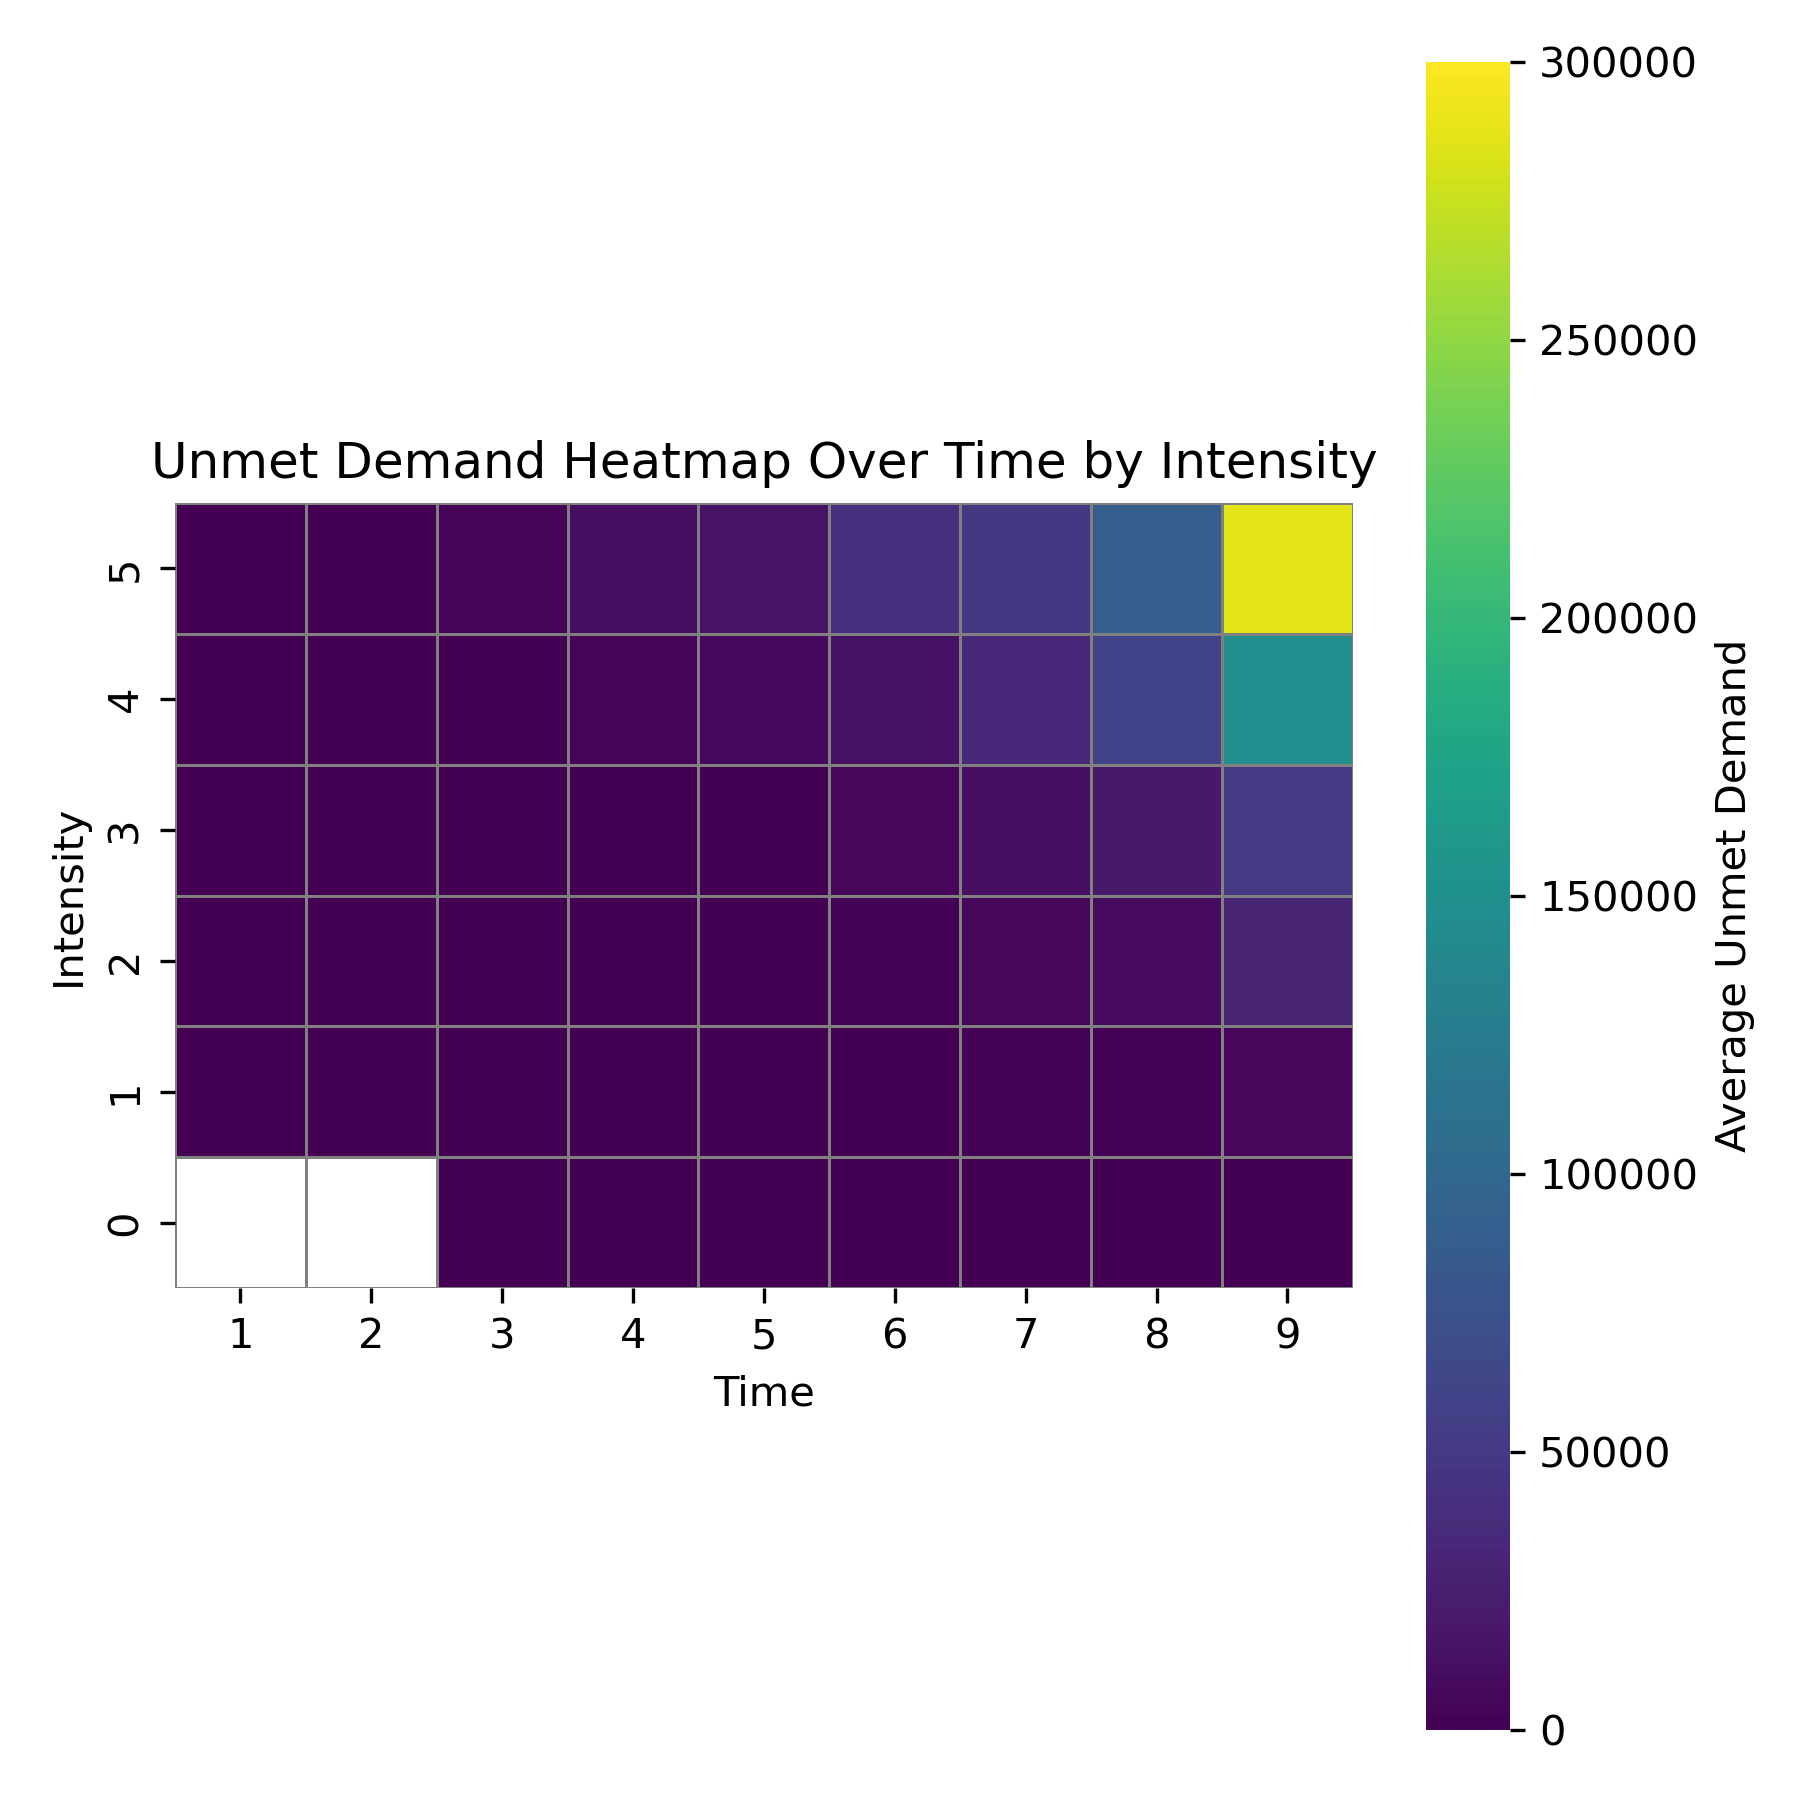 Unmet Demand Heatmap Over Time by Intensity
Intensity
5
4
3
2
1
0
1 2 3 4 5 6 7 8 9
Time
300000
250000
200000
150000
100000
50000
0
Average Unmet Demand